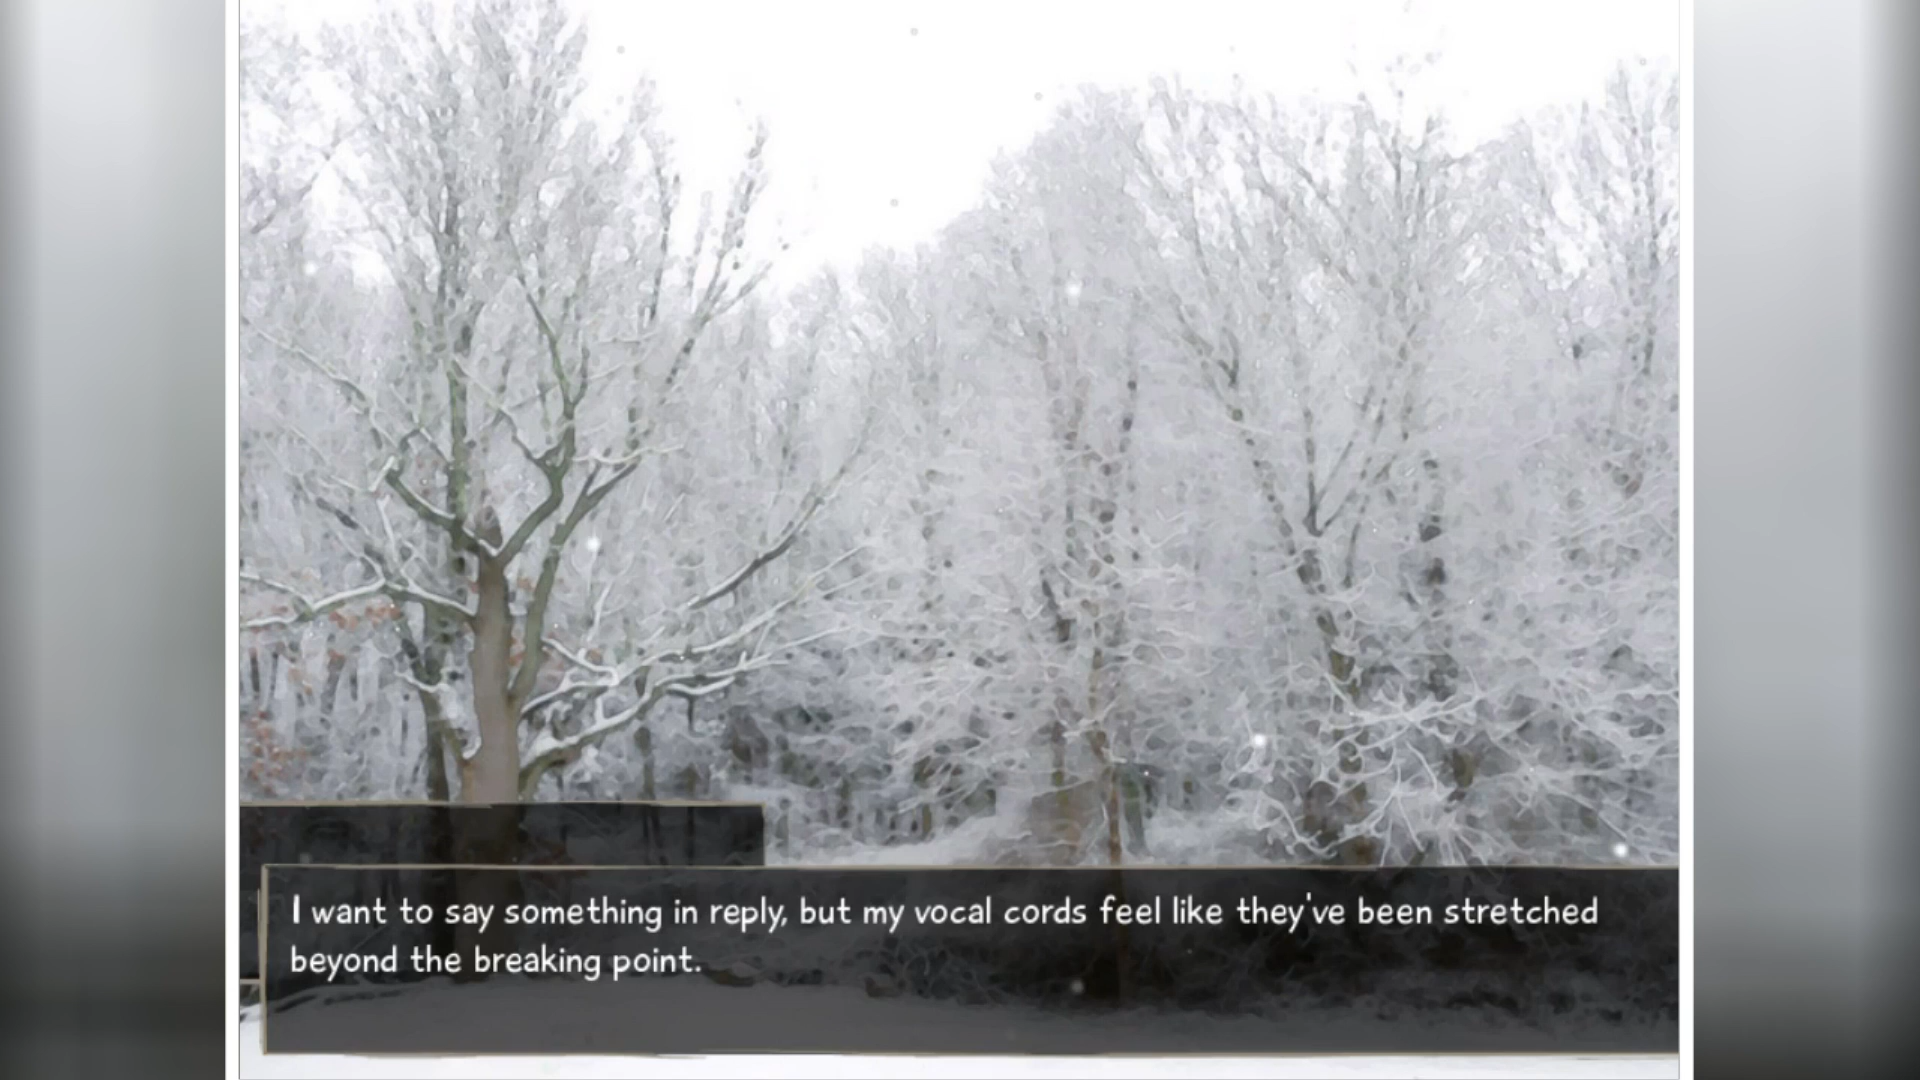 I want to say something in reply, but my vocal cords feel like they've been stretched
beyond the breaking point.